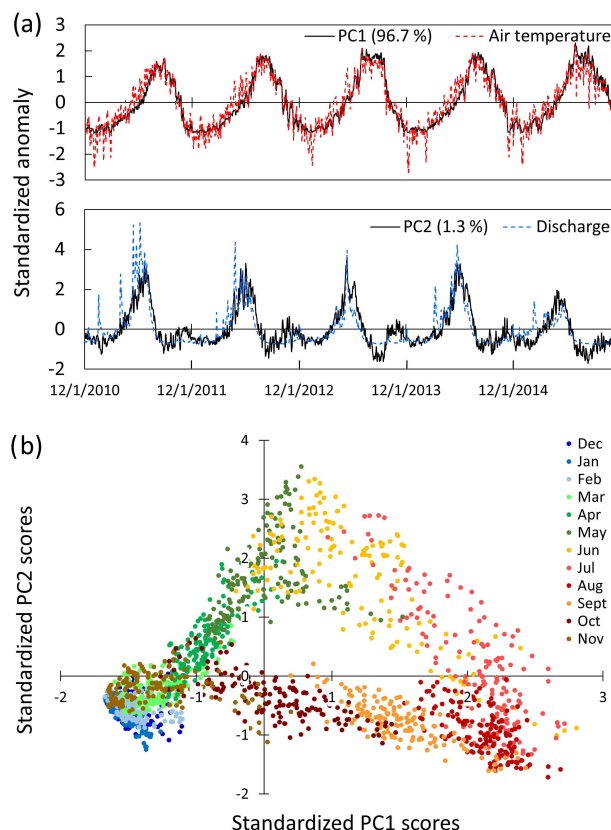 (a)
PC1 (96.7 %) Air temperature
3
2
1
0
-1
-2
-3
Standardized anomaly
PC2 (1.3 %) Discharge
6
4
2
0
-2
12/1/2010 12/1/2011 12/1/2012 12/1/2013 12/1/2014
(b)
4
3
2
1
0
-1
-2
-2 -1 1 2 3
Standardized PC2 scores
Standardized PC1 scores
Dec
Jan
Feb
Mar
Apr
May
Jun
Jul
Aug
Sept
Oct
Nov